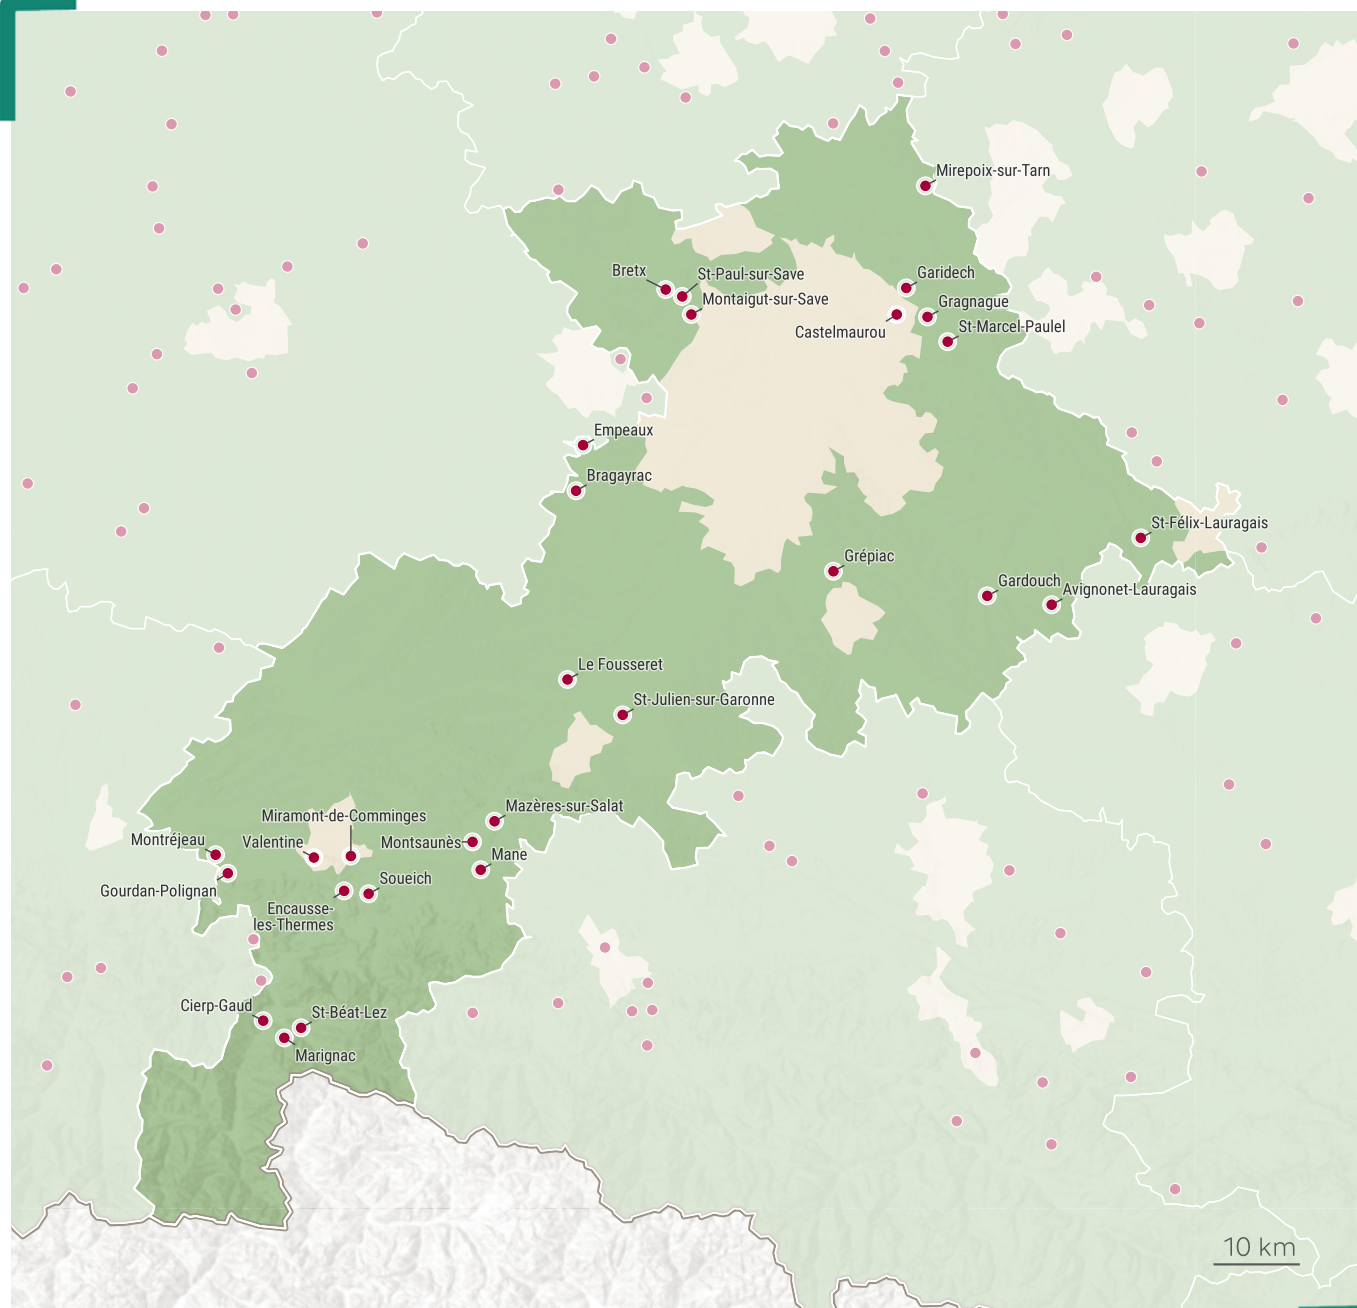 Mirepoix-sur-Tarn
Bretx
St-Paul-sur-Save
Garidech
Montaigut-sur-Save
Gragnague
Castelmaurou
St-Marcel-Paulel
Empeaux
Bragayrac
St-Félix-Lauragais
Grépiac
Gardouch
Avignonet-Lauragais
Le Fousseret
St-Julien-sur-Garonne
Mazères-sur-Salat
Miramont-de-Comminges
Montréjeau
Valentine
Montsaunès
Mane
Gourdan-Polignan
Soueich
Encausse-
les-Thermes
Cierp-Gaud
St-Béat-Lez
Marignac
10 km